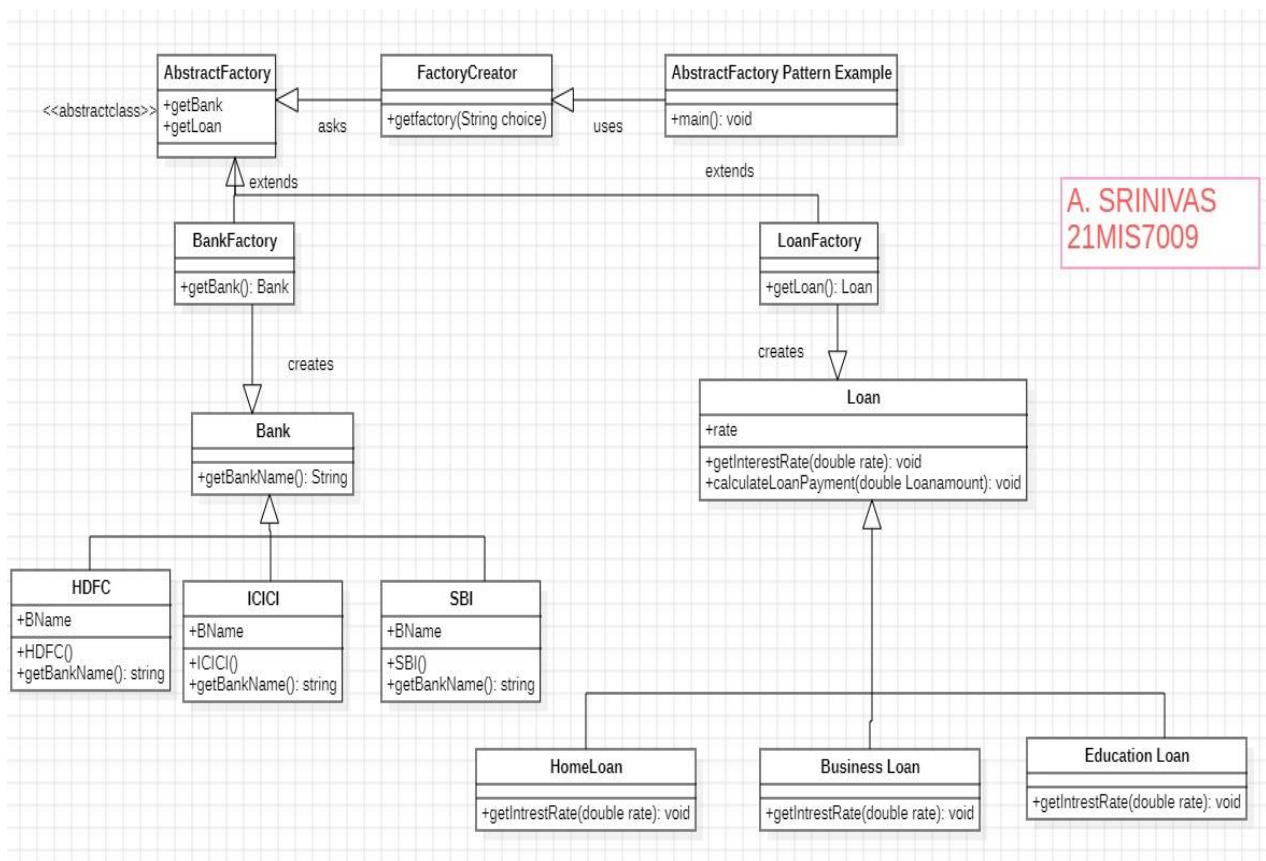 AbstractFactory
+getBank
+getLoan
<<abstractclass>>
FactoryCreator
+getfactory(String choice)
AbstractFactory Pattern Example
+main(): void
asks
uses
extends
extends
A. SRINIVAS
21MIS7009
BankFactory
+getBank(): Bank
LoanFactory
+getLoan(): Loan
creates
creates
Bank
+getBankName(): String
Loan
+rate
+getInterestRate(double rate): void
+calculateLoanPayment(double Loanamount): void
HDFC
+BName
+HDFC()
+getBankName(): string
ICICI
+BName
+ICICI()
+getBankName(): string
SBI
+BName
+SBI()
+getBankName(): string
HomeLoan
+getIntrestRate(double rate): void
Business Loan
+getIntrestRate(double rate): void
Education Loan
+getIntrestRate(double rate): void